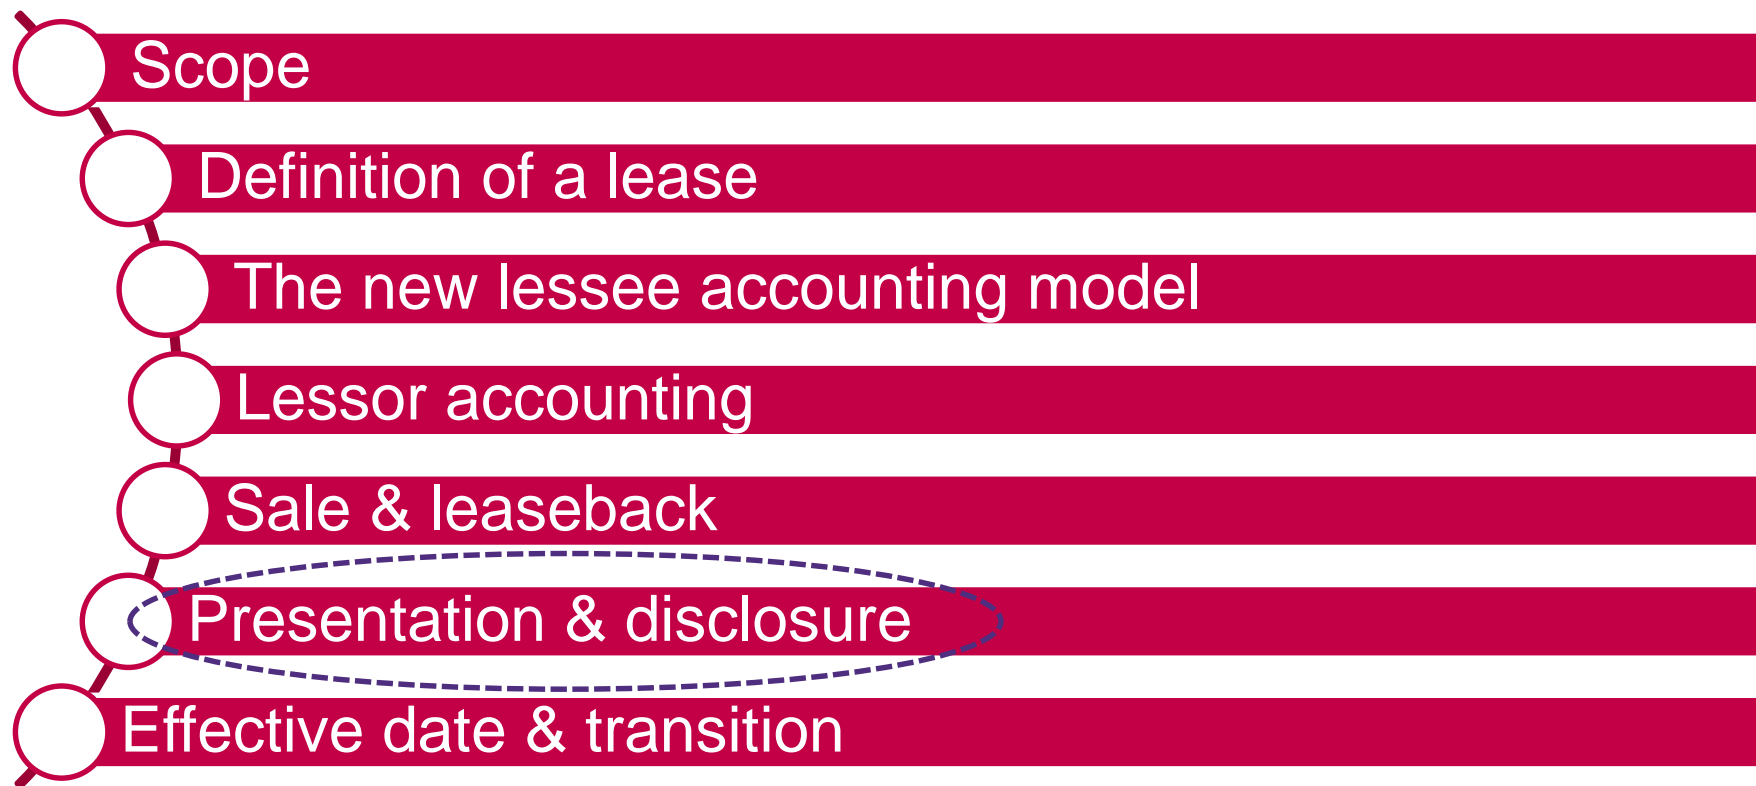 Scope
Definition of a lease
The new lessee accounting model
Lessor accounting
Sale & leaseback
Presentation & disclosure
Effective date & transition